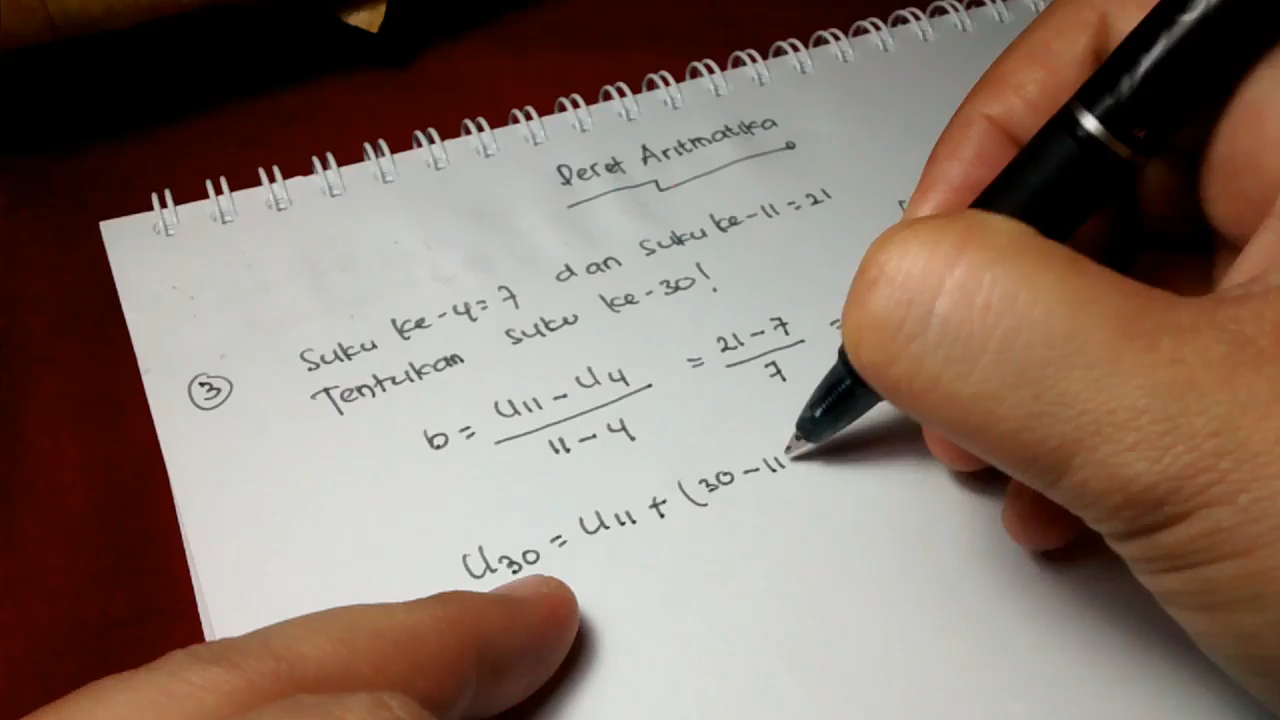 Deret Aritmatika
③ Suku ke-4=7 dan suku ke-11=21
Tentukan suku ke-30!
b = U11 - U4 / 11 - 4 = 21 - 7 / 7 =
U30 = U11 + (30 - 11